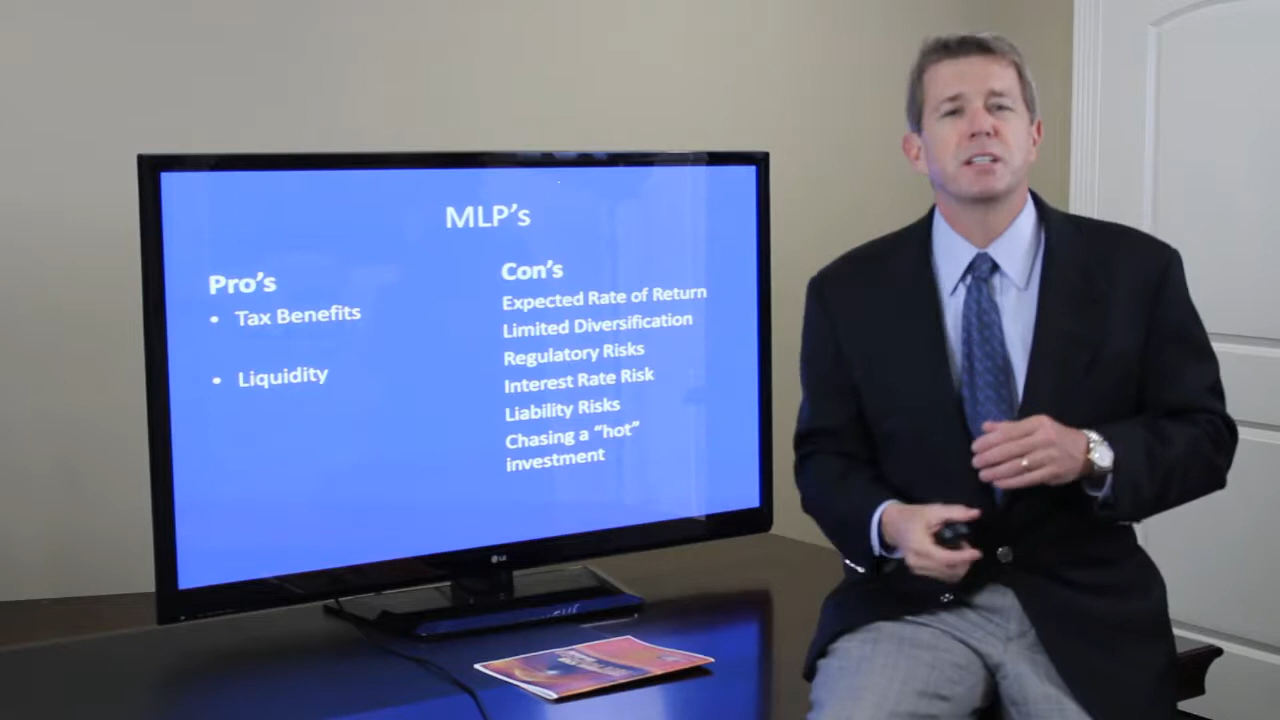 MLP's
Pro's
• Tax Benefits
• Liquidity
Con's
Expected Rate of Return
Limited Diversification
Regulatory Risks
Interest Rate Risk
Liability Risks
Chasing a "hot"
investment
LG